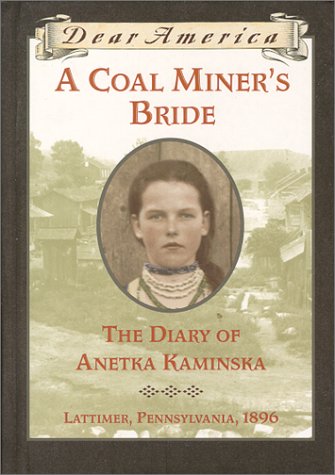 Dear America
A COAL MINER'S
BRIDE
THE DIARY OF
ANETKA KAMINSKA
LATTIMER, PENNSYLVANIA, 1896